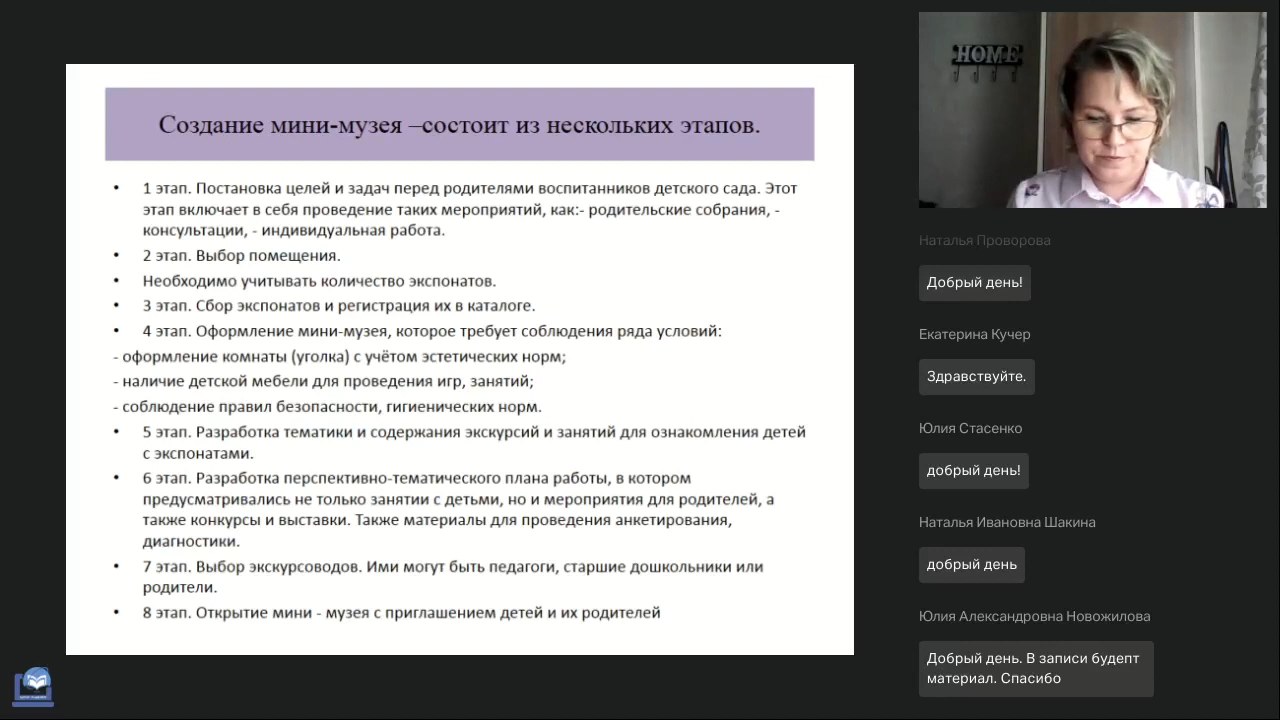 Создание мини-музея –состоит из нескольких этапов.
• 1 этап. Постановка целей и задач перед родителями воспитанников детского сада. Этот
этап включает в себя проведение таких мероприятий, как:- родительские собрания, -
консультации, - индивидуальная работа.
• 2 этап. Выбор помещения.
• Необходимо учитывать количество экспонатов.
• 3 этап. Сбор экспонатов и регистрация их в каталоге.
• 4 этап. Оформление мини-музея, которое требует соблюдения ряда условий:
- оформление комнаты (уголка) с учётом эстетических норм;
- наличие детской мебели для проведения игр, занятий;
- соблюдение правил безопасности, гигиенических норм.
• 5 этап. Разработка тематики и содержания экскурсий и занятий для ознакомления детей
с экспонатами.
• 6 этап. Разработка перспективно-тематического плана работы, в котором
предусматривались не только занятии с детьми, но и мероприятия для родителей, а
также конкурсы и выставки. Также материалы для проведения анкетирования,
диагностики.
• 7 этап. Выбор экскурсоводов. Ими могут быть педагоги, старшие дошкольники или
родители.
• 8 этап. Открытие мини - музея с приглашением детей и их родителей
HOME
Наталья Проворова
Добрый день!
Екатерина Кучер
Здравствуйте.
Юлия Стасенко
добрый день!
Наталья Ивановна Шакина
добрый день
Юлия Александровна Новожилова
Добрый день. В записи будепт
материал. Спасибо